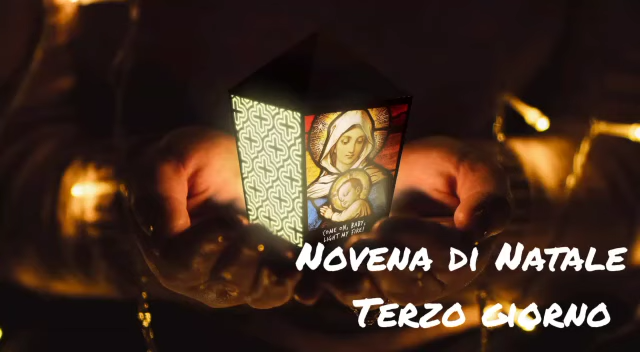 COME ON, BABY,
LIGHT MY FIRE!
Novena di Natale
Terzo giorno